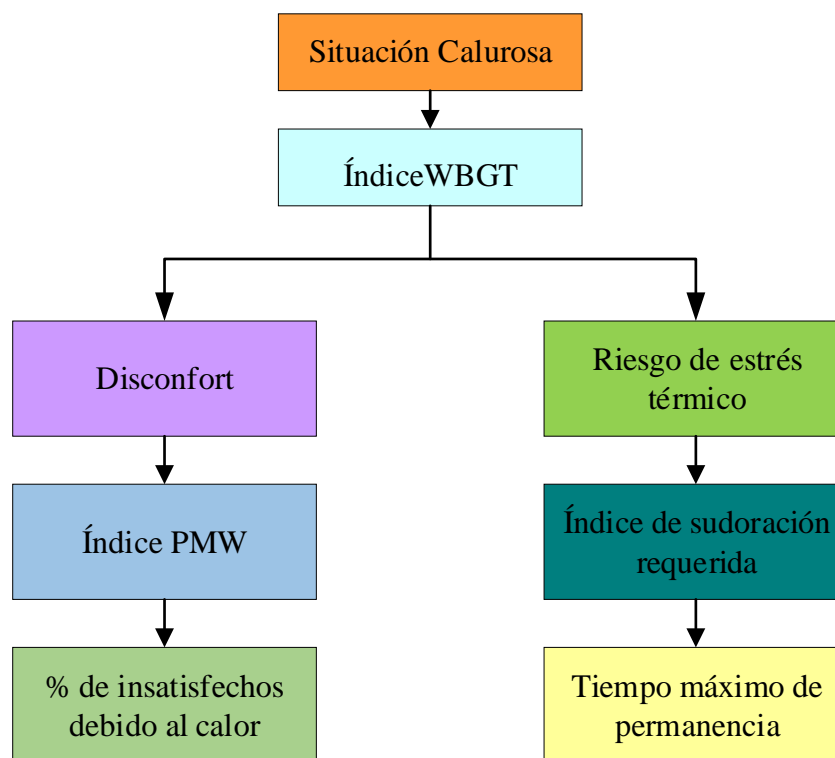 Situación Calurosa
ÍndiceWBGT
Disconfort
Riesgo de estrés
térmico
Índice PMW
Índice de sudoración
requerida
% de insatisfechos
debido al calor
Tiempo máximo de
permanencia